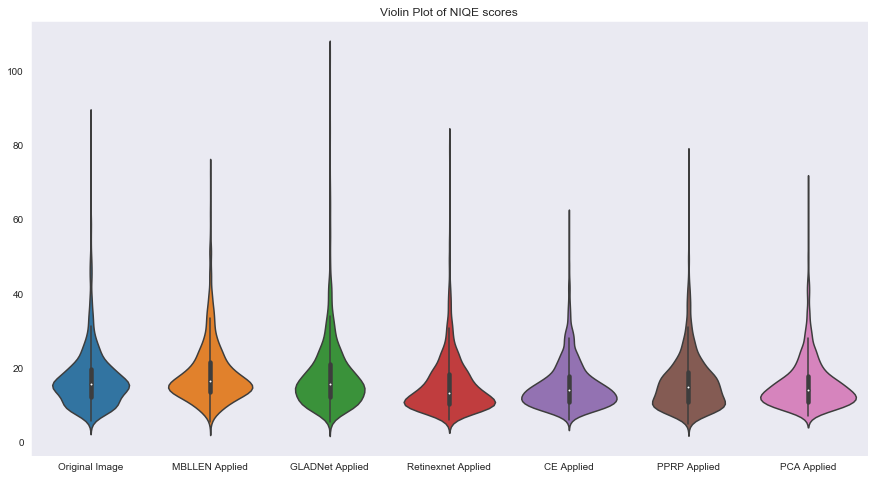 Violin Plot of NIQE scores
100
80
60
40
20
0
Original Image
MBLLEN Applied
GLADNet Applied
Retinexnet Applied
CE Applied
PPRP Applied
PCA Applied